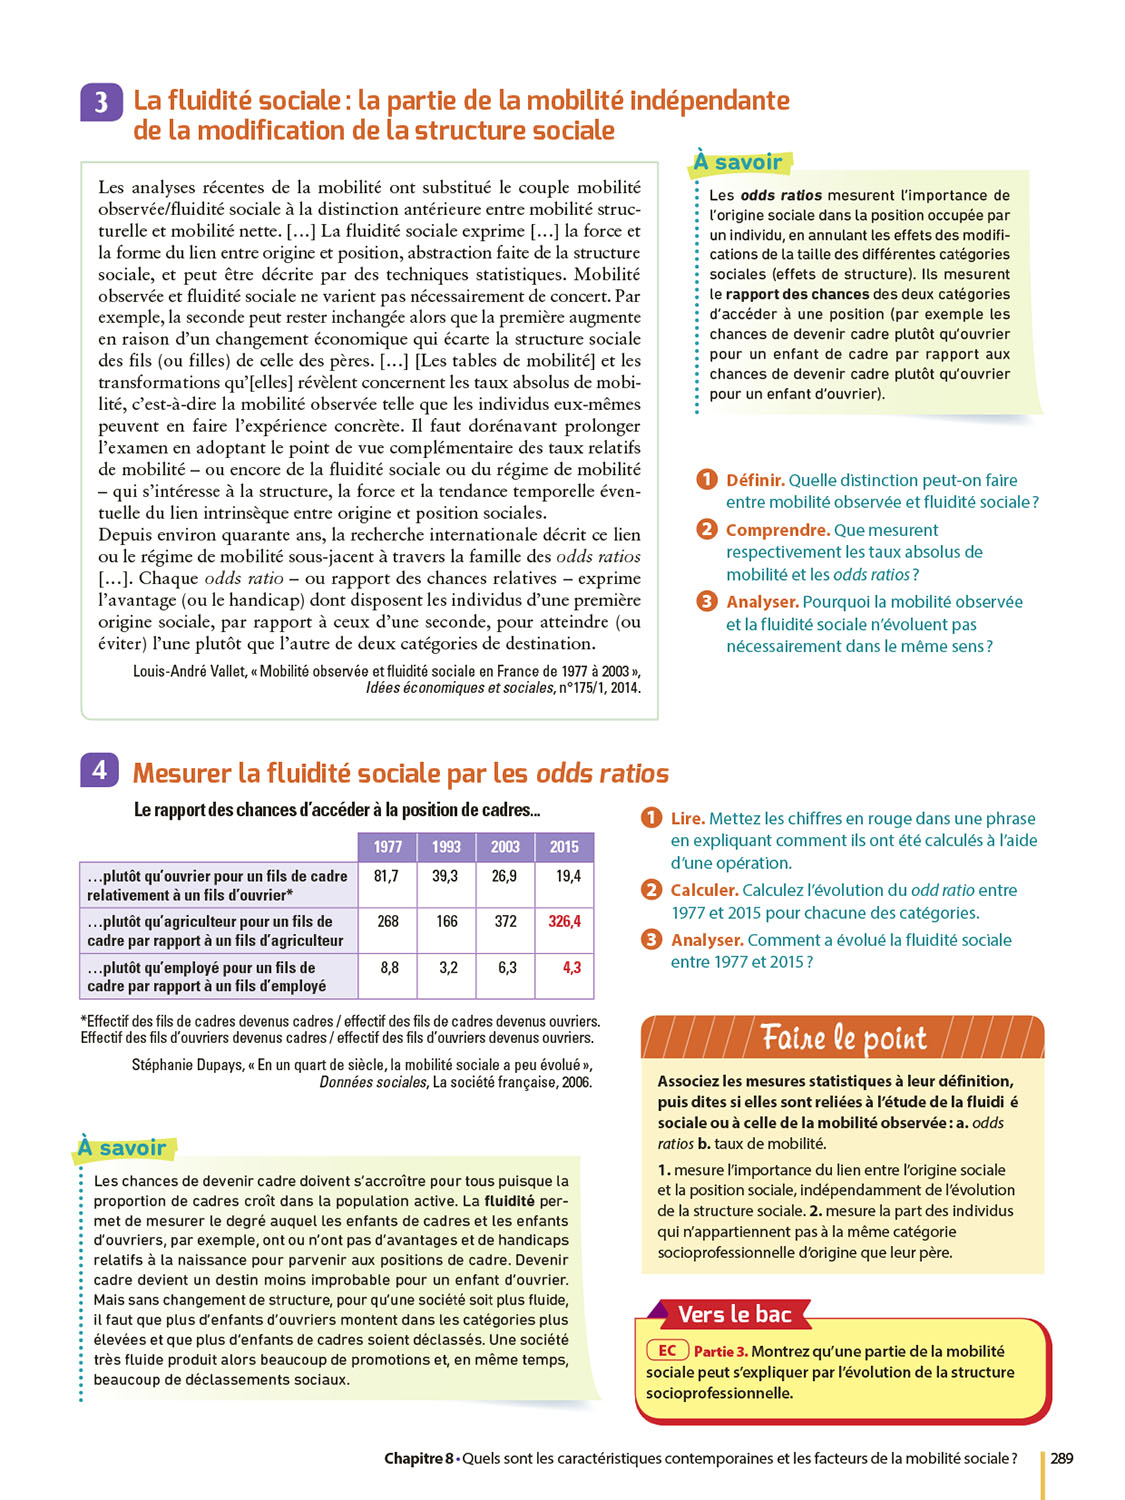 3
La fluidité sociale : la partie de la mobilité indépendante
de la modification de la structure sociale
Les analyses récentes de la mobilité ont substitué le couple mobilité
observée/fluidité sociale à la distinction antérieure entre mobilité struc-
turelle et mobilité nette. […] La fluidité sociale exprime […] la force et
la forme du lien entre origine et position, abstraction faite de la structure
sociale, et peut être décrite par des techniques statistiques. Mobilité
observée et fluidité sociale ne varient pas nécessairement de concert. Par
exemple, la seconde peut rester inchangée alors que la première augmente
en raison d'un changement économique qui écarte la structure sociale
des fils (ou filles) de celle des pères. […] [Les tables de mobilité] et les
transformations qu'[elles] révèlent concernent les taux absolus de mobi-
lité, c'est-à-dire la mobilité observée telle que les individus eux-mêmes
peuvent en faire l'expérience concrète. Il faut dorénavant prolonger
l'examen en adoptant le point de vue complémentaire des taux relatifs
de mobilité – ou encore de la fluidité sociale ou du régime de mobilité
– qui s'intéresse à la structure, la force et la tendance temporelle éven-
tuelle du lien intrinsèque entre origine et position sociales.
Depuis environ quarante ans, la recherche internationale décrit ce lien
ou le régime de mobilité sous-jacent à travers la famille des odds ratios
[…]. Chaque odds ratio – ou rapport des chances relatives – exprime
l'avantage (ou le handicap) dont disposent les individus d'une première
origine sociale, par rapport à ceux d'une seconde, pour atteindre (ou
éviter) l'une plutôt que l'autre de deux catégories de destination.
Louis-André Vallet, « Mobilité observée et fluidité sociale en France de 1977 à 2003 »,
Idées économiques et sociales, n°175/1, 2014.
À savoir
Les odds ratios mesurent l'importance de
l'origine sociale dans la position occupée par
un individu, en annulant les effets des modifi-
cations de la taille des différentes catégories
sociales (effets de structure). Ils mesurent
le rapport des chances des deux catégories
d'accéder à une position (par exemple les
chances de devenir cadre plutôt qu'ouvrier
pour un enfant de cadre par rapport aux
chances de devenir cadre plutôt qu'ouvrier
pour un enfant d'ouvrier).
1 Définir. Quelle distinction peut-on faire
entre mobilité observée et fluidité sociale ?
2 Comprendre. Que mesurent
respectivement les taux absolus de
mobilité et les odds ratios ?
3 Analyser. Pourquoi la mobilité observée
et la fluidité sociale n'évoluent pas
nécessairement dans le même sens ?
4
Mesurer la fluidité sociale par les odds ratios
Le rapport des chances d'accéder à la position de cadres...
1977 1993 2003 2015
…plutôt qu'ouvrier pour un fils de cadre
relativement à un fils d'ouvrier*
81,7 39,3 26,9 19,4
…plutôt qu'agriculteur pour un fils de
cadre par rapport à un fils d'agriculteur
268 166 372 326,4
…plutôt qu'employé pour un fils de
cadre par rapport à un fils d'employé
8,8 3,2 6,3 4,3
*Effectif des fils de cadres devenus cadres / effectif des fils de cadres devenus ouvriers.
Effectif des fils d'ouvriers devenus cadres / effectif des fils d'ouvriers devenus ouvriers.
Stéphanie Dupays, « En un quart de siècle, la mobilité sociale a peu évolué »,
Données sociales, La société française, 2006.
1 Lire. Mettez les chiffres en rouge dans une phrase
en expliquant comment ils ont été calculés à l'aide
d'une opération.
2 Calculer. Calculez l'évolution du odd ratio entre
1977 et 2015 pour chacune des catégories.
3 Analyser. Comment a évolué la fluidité sociale
entre 1977 et 2015 ?
À savoir
Les chances de devenir cadre doivent s'accroître pour tous puisque la
proportion de cadres croît dans la population active. La fluidité per-
met de mesurer le degré auquel les enfants de cadres et les enfants
d'ouvriers, par exemple, ont ou n'ont pas d'avantages et de handicaps
relatifs à la naissance pour parvenir aux positions de cadre. Devenir
cadre devient un destin moins improbable pour un enfant d'ouvrier.
Mais sans changement de structure, pour qu'une société soit plus fluide,
il faut que plus d'enfants d'ouvriers montent dans les catégories plus
élevées et que plus d'enfants de cadres soient déclassés. Une société
très fluide produit alors beaucoup de promotions et, en même temps,
beaucoup de déclassements sociaux.
Faire le point
Associez les mesures statistiques à leur définition,
puis dites si elles sont reliées à l'étude de la fluidi é
sociale ou à celle de la mobilité observée : a. odds
ratios b. taux de mobilité.
1. mesure l'importance du lien entre l'origine sociale
et la position sociale, indépendamment de l'évolution
de la structure sociale. 2. mesure la part des individus
qui n'appartiennent pas à la même catégorie
socioprofessionnelle d'origine que leur père.
Vers le bac
EC Partie 3. Montrez qu'une partie de la mobilité
sociale peut s'expliquer par l'évolution de la structure
socioprofessionnelle.
Chapitre 8 • Quels sont les caractéristiques contemporaines et les facteurs de la mobilité sociale ? 289